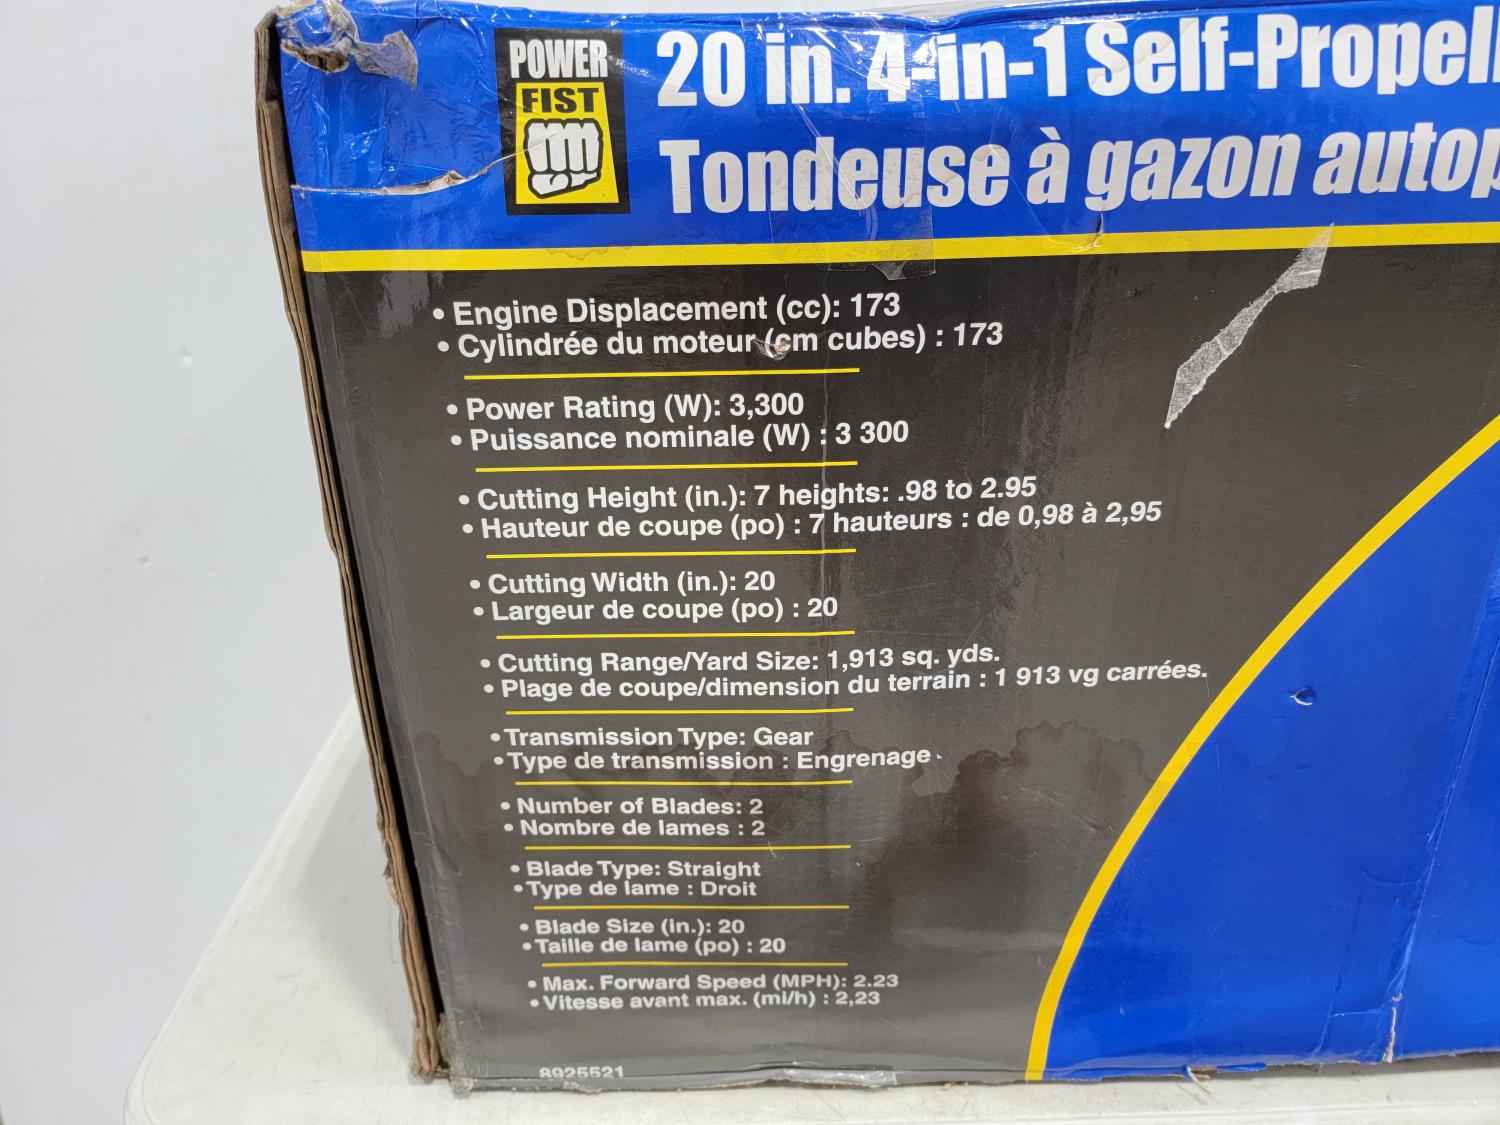 POWER
FIST
20 in. 4-in-1 Self-Propell
Tondeuse à gazon autop
• Engine Displacement (cc): 173
• Cylindrée du moteur (cm cubes) : 173
• Power Rating (W): 3,300
• Puissance nominale (W) : 3 300
• Cutting Height (in.): 7 heights: .98 to 2.95
• Hauteur de coupe (po) : 7 hauteurs : de 0,98 à 2,95
• Cutting Width (in.): 20
• Largeur de coupe (po) : 20
• Cutting Range/Yard Size: 1,913 sq. yds.
• Plage de coupe/dimension du terrain : 1 913 vg carrées.
• Transmission Type: Gear
• Type de transmission : Engrenage
• Number of Blades: 2
• Nombre de lames : 2
• Blade Type: Straight
• Type de lame : Droit
• Blade Size (in.): 20
• Taille de lame (po) : 20
• Max. Forward Speed (MPH): 2.23
• Vitesse avant max. (mi/h) : 2,23
8925521